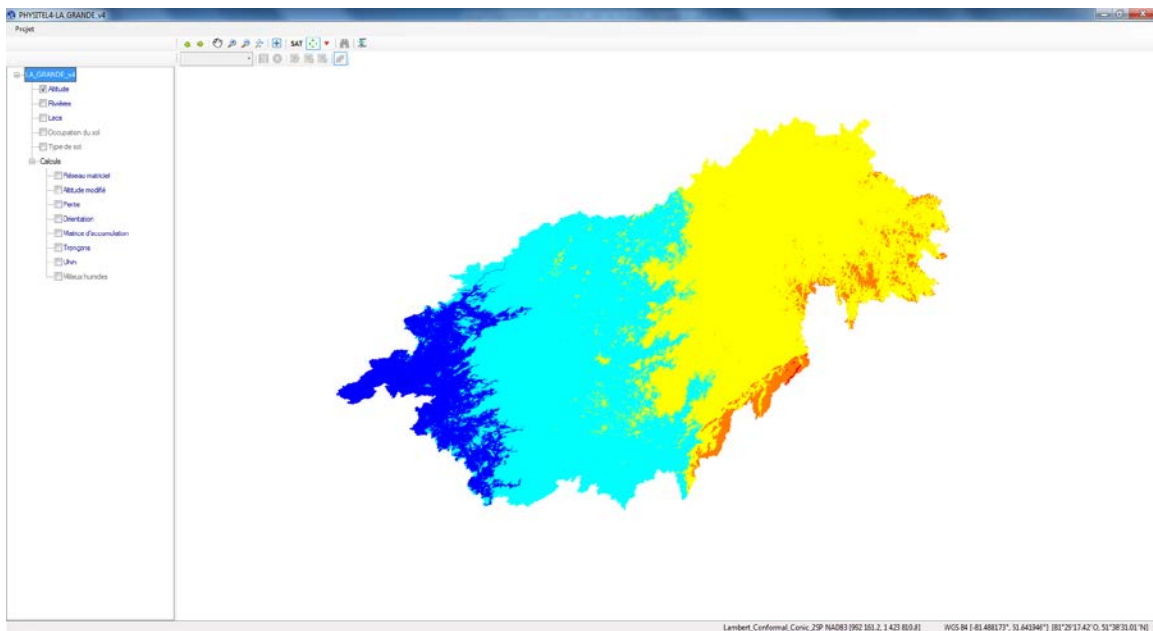 PHYSITEL4-LA_GRANDE_v4
Projet
SAT
LA_GRANDE_v4
Altitude
Rivières
Lacs
Occupation du sol
Type de sol
Calculs
Réseau matriciel
Altitude modifié
Pente
Orientation
Matrice d'accumulation
Tronçons
Uhrh
Milieux humides
Lambert_Conformal_Conic_2SP NAD83 [992 161.2, 1 423 810.8] WGS 84 [-81.488173°, 51.641946°] [81°29'17.42"O, 51°38'31.01"N]